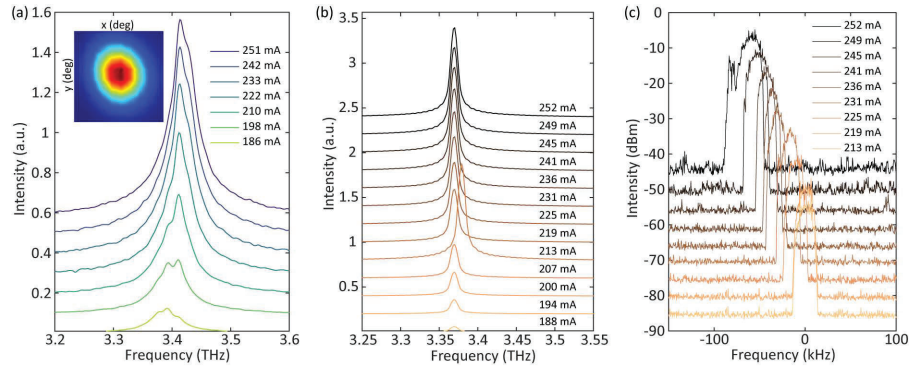 (a)
x (deg)
y (deg)
251 mA
242 mA
233 mA
222 mA
210 mA
198 mA
186 mA
1.6
1.4
1.2
1.0
0.8
0.6
0.4
0.2
Intensity (a.u.)
3.2
3.3
3.4
3.5
3.6
Frequency (THz)
(b)
3.5
3.0
2.5
2.0
1.5
1.0
0.5
Intensity (a.u.)
252 mA
249 mA
245 mA
241 mA
236 mA
231 mA
225 mA
219 mA
213 mA
207 mA
200 mA
194 mA
188 mA
3.25
3.3
3.35
3.4
3.45
3.5
3.55
Frequency (THz)
(c)
0
-10
-20
-30
-40
-50
-60
-70
-80
-90
Intensity (dBm)
252 mA
249 mA
245 mA
241 mA
236 mA
231 mA
225 mA
219 mA
213 mA
-100
0
100
Frequency (kHz)